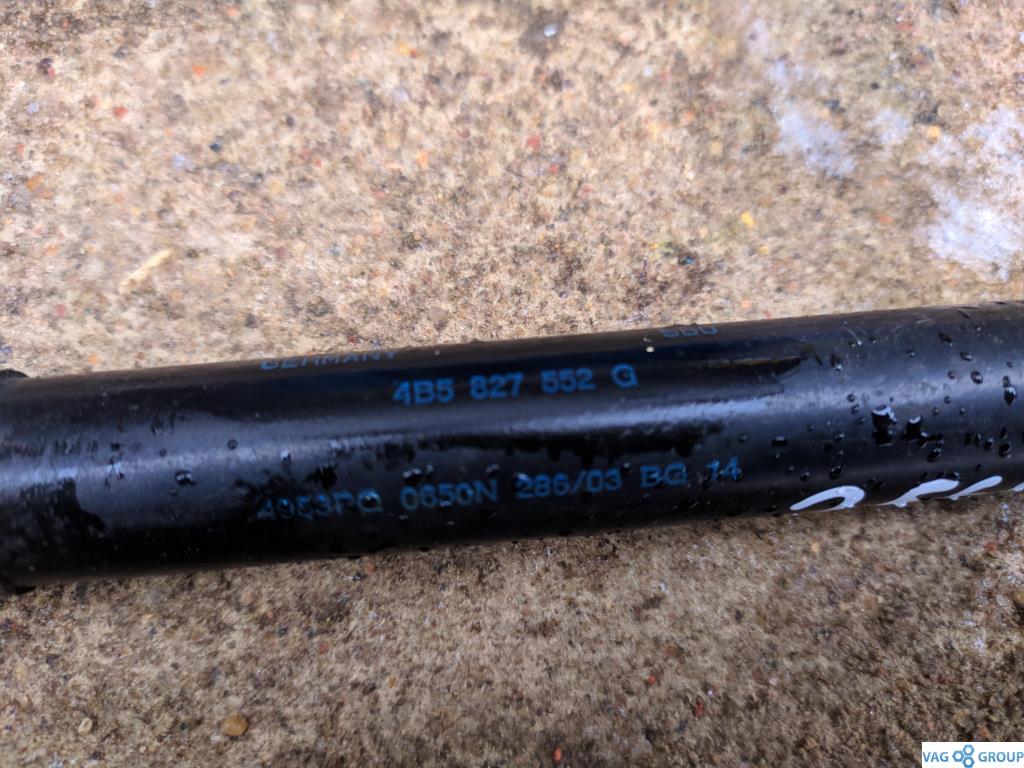 GERMANY
4B5 827 552 G
0650N 286/03 BG 14
VAG GROUP